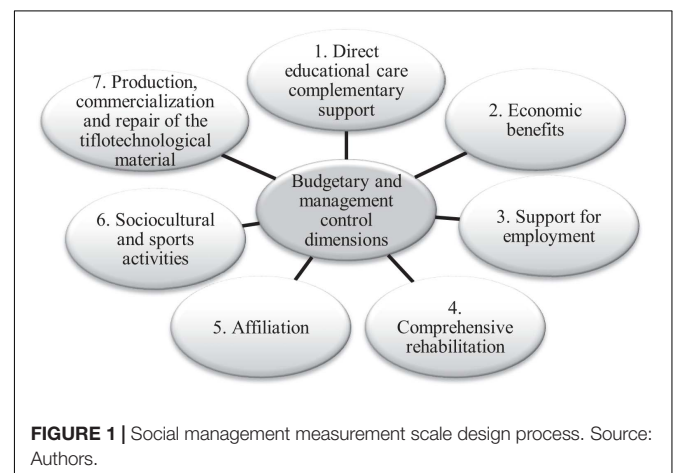 1. Direct
educational care
complementary
support
2. Economic
benefits
3. Support for
employment
4.
Comprehensive
rehabilitation
5. Affiliation
6. Sociocultural
and sports
activities
7. Production,
commercialization
and repair of the
tiflotechnological
material
Budgetary and
management
control
dimensions
FIGURE 1 | Social management measurement scale design process. Source:
Authors.